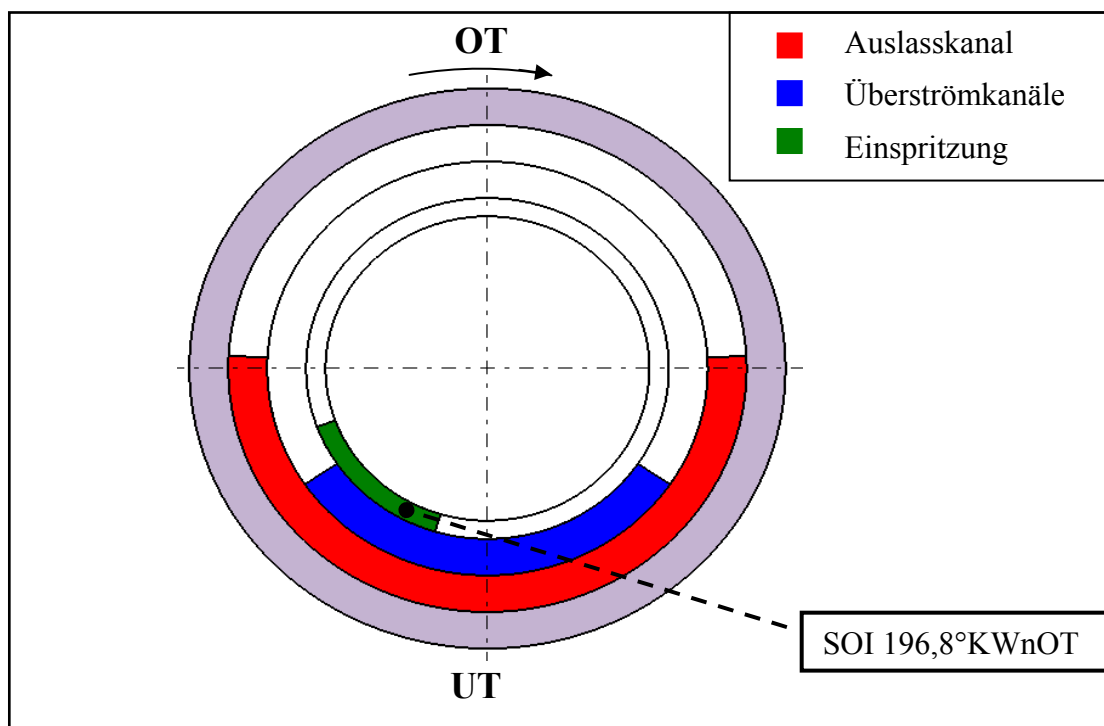 OT
Auslasskanal
Überströmkanäle
Einspritzung
SOI 196,8°KWnOT
UT